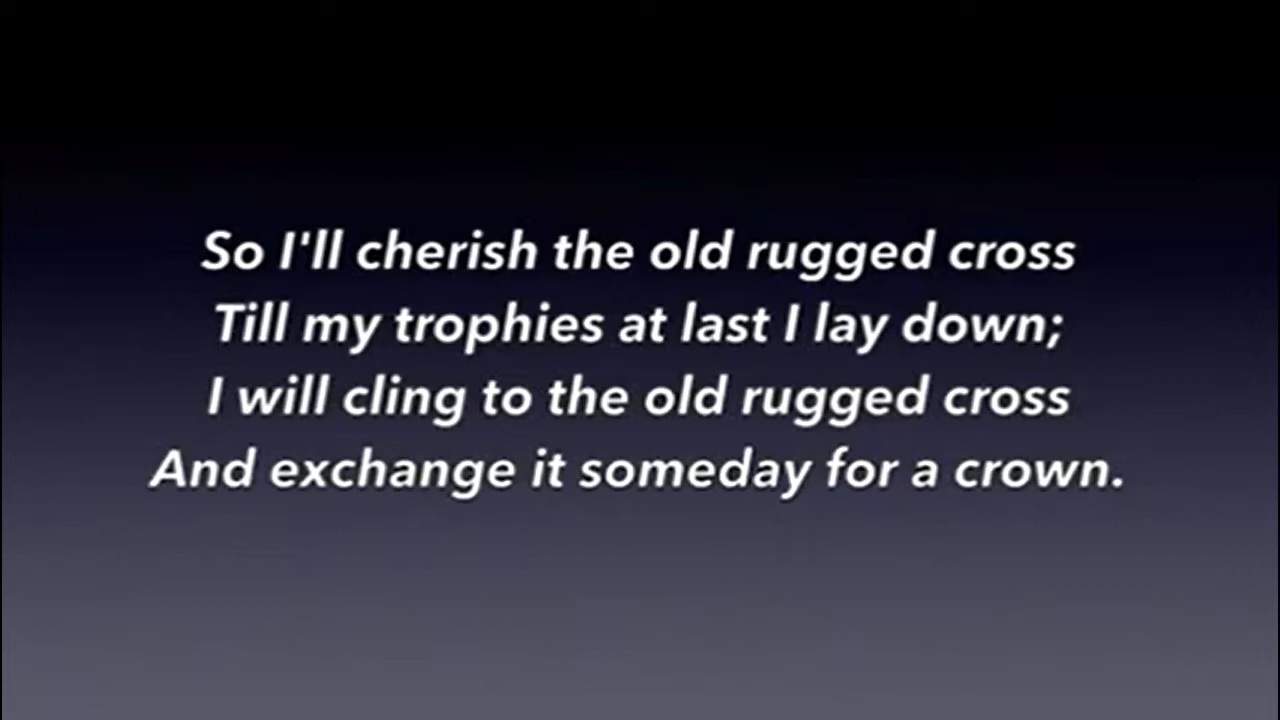 So I'll cherish the old rugged cross
Till my trophies at last I lay down;
I will cling to the old rugged cross
And exchange it someday for a crown.